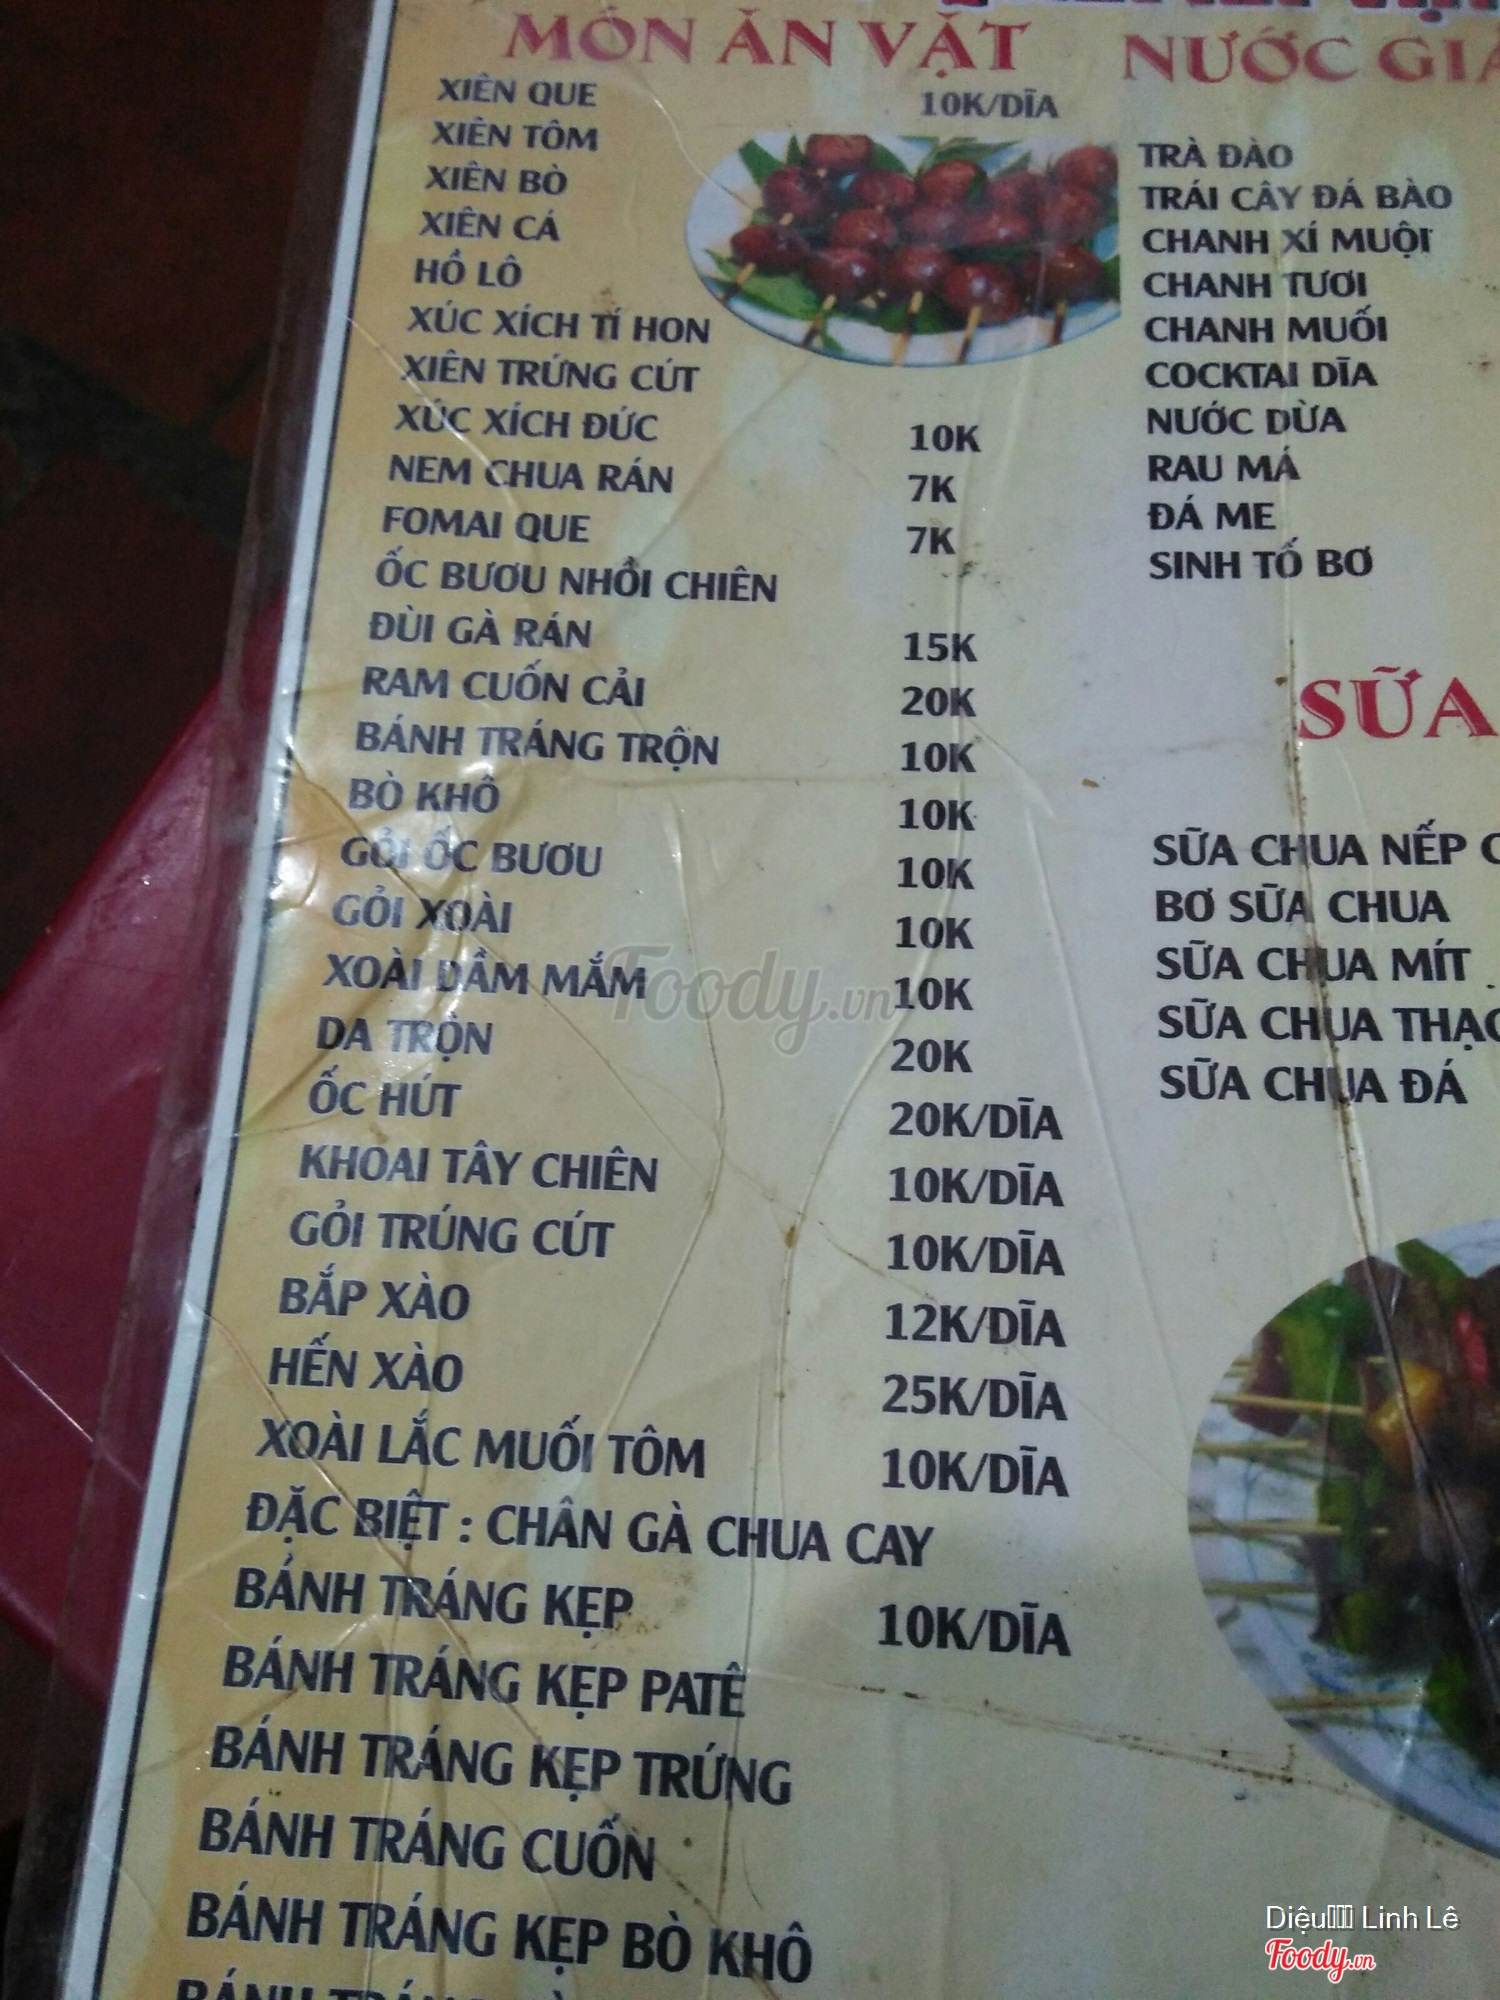 MÓN ĂN VẶT
XIÊN QUE 10K/DĨA
XIÊN TÔM
XIÊN BÒ
XIÊN CÁ
HỒ LÔ
XÚC XÍCH TÍ HON
XIÊN TRỨNG CÚT
XÚC XÍCH ĐỨC 10K
NEM CHUA RÁN 7K
FOMAI QUE 7K
ỐC BƯƠU NHỒI CHIÊN
ĐÙI GÀ RÁN 15K
RAM CUỐN CẢI 20K
BÁNH TRÁNG TRỘN 10K
BÒ KHÔ 10K
GỎI ỐC BƯƠU 10K
GỎI XOÀI 10K
XOÀI DẦM MẮM 10K
DA TRỘN 20K
ỐC HÚT 20K/DĨA
KHOAI TÂY CHIÊN 10K/DĨA
GỎI TRÚNG CÚT 10K/DĨA
BẮP XÀO 12K/DĨA
HẾN XÀO 25K/DĨA
XOÀI LẮC MUỐI TÔM 10K/DĨA
ĐẶC BIỆT : CHÂN GÀ CHUA CAY
BÁNH TRÁNG KẸP 10K/DĨA
BÁNH TRÁNG KẸP PATÊ
BÁNH TRÁNG KẸP TRỨNG
BÁNH TRÁNG CUỐN
BÁNH TRÁNG KẸP BÒ KHÔ
NƯỚC
TRÀ ĐÀO
TRÁI CÂY ĐÁ BÀO
CHANH XÍ MUỘI
CHANH TƯƠI
CHANH MUỐI
COCKTAI DĨA
NƯỚC DỪA
RAU MÁ
ĐÁ ME
SINH TỐ BƠ
SỮA
SỮA CHUA NẾP
BƠ SỮA CHUA
SỮA CHUA MÍT
SỮA CHUA
SỮA CHUA ĐÁ
Foody.vn
Diệu Linh Lê
Foody.vn